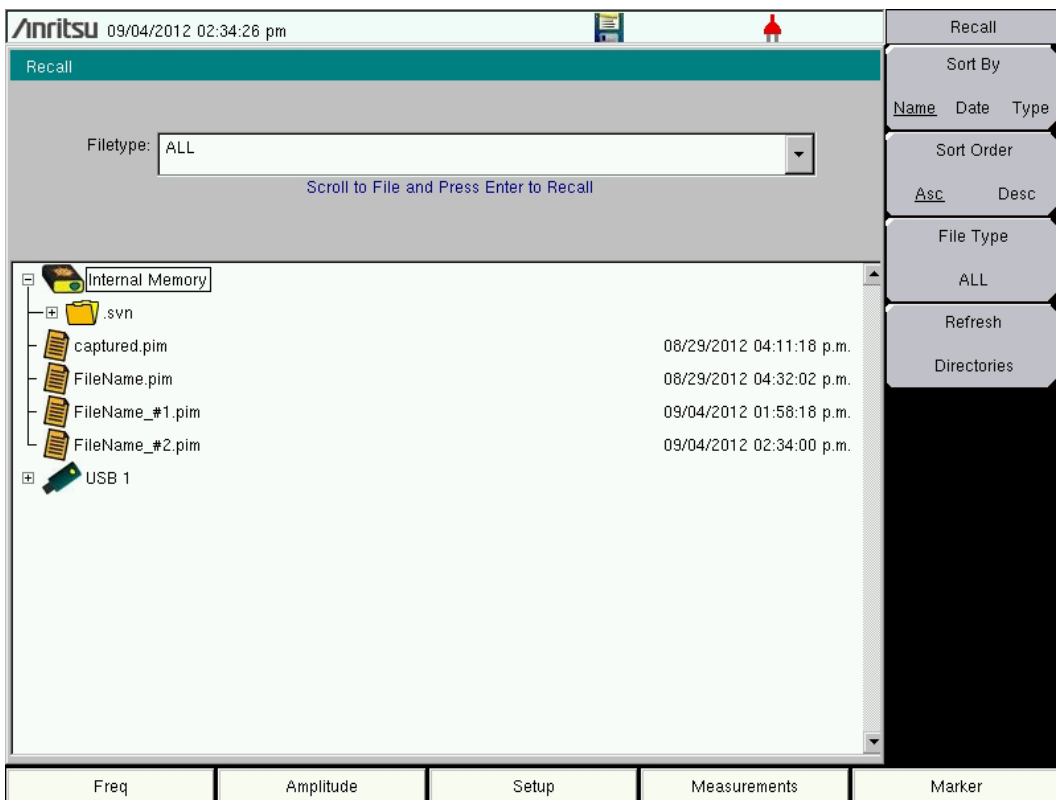 Anritsu 09/04/2012 02:34:26 pm
Recall
Filetype: ALL
Scroll to File and Press Enter to Recall
Internal Memory
.svn
captured.pim 08/29/2012 04:11:18 p.m.
FileName.pim 08/29/2012 04:32:02 p.m.
FileName_#1.pim 09/04/2012 01:58:18 p.m.
FileName_#2.pim 09/04/2012 02:34:00 p.m.
USB 1
Recall
Sort By
Name Date Type
Sort Order
Asc Desc
File Type
ALL
Refresh
Directories
Freq Amplitude Setup Measurements Marker